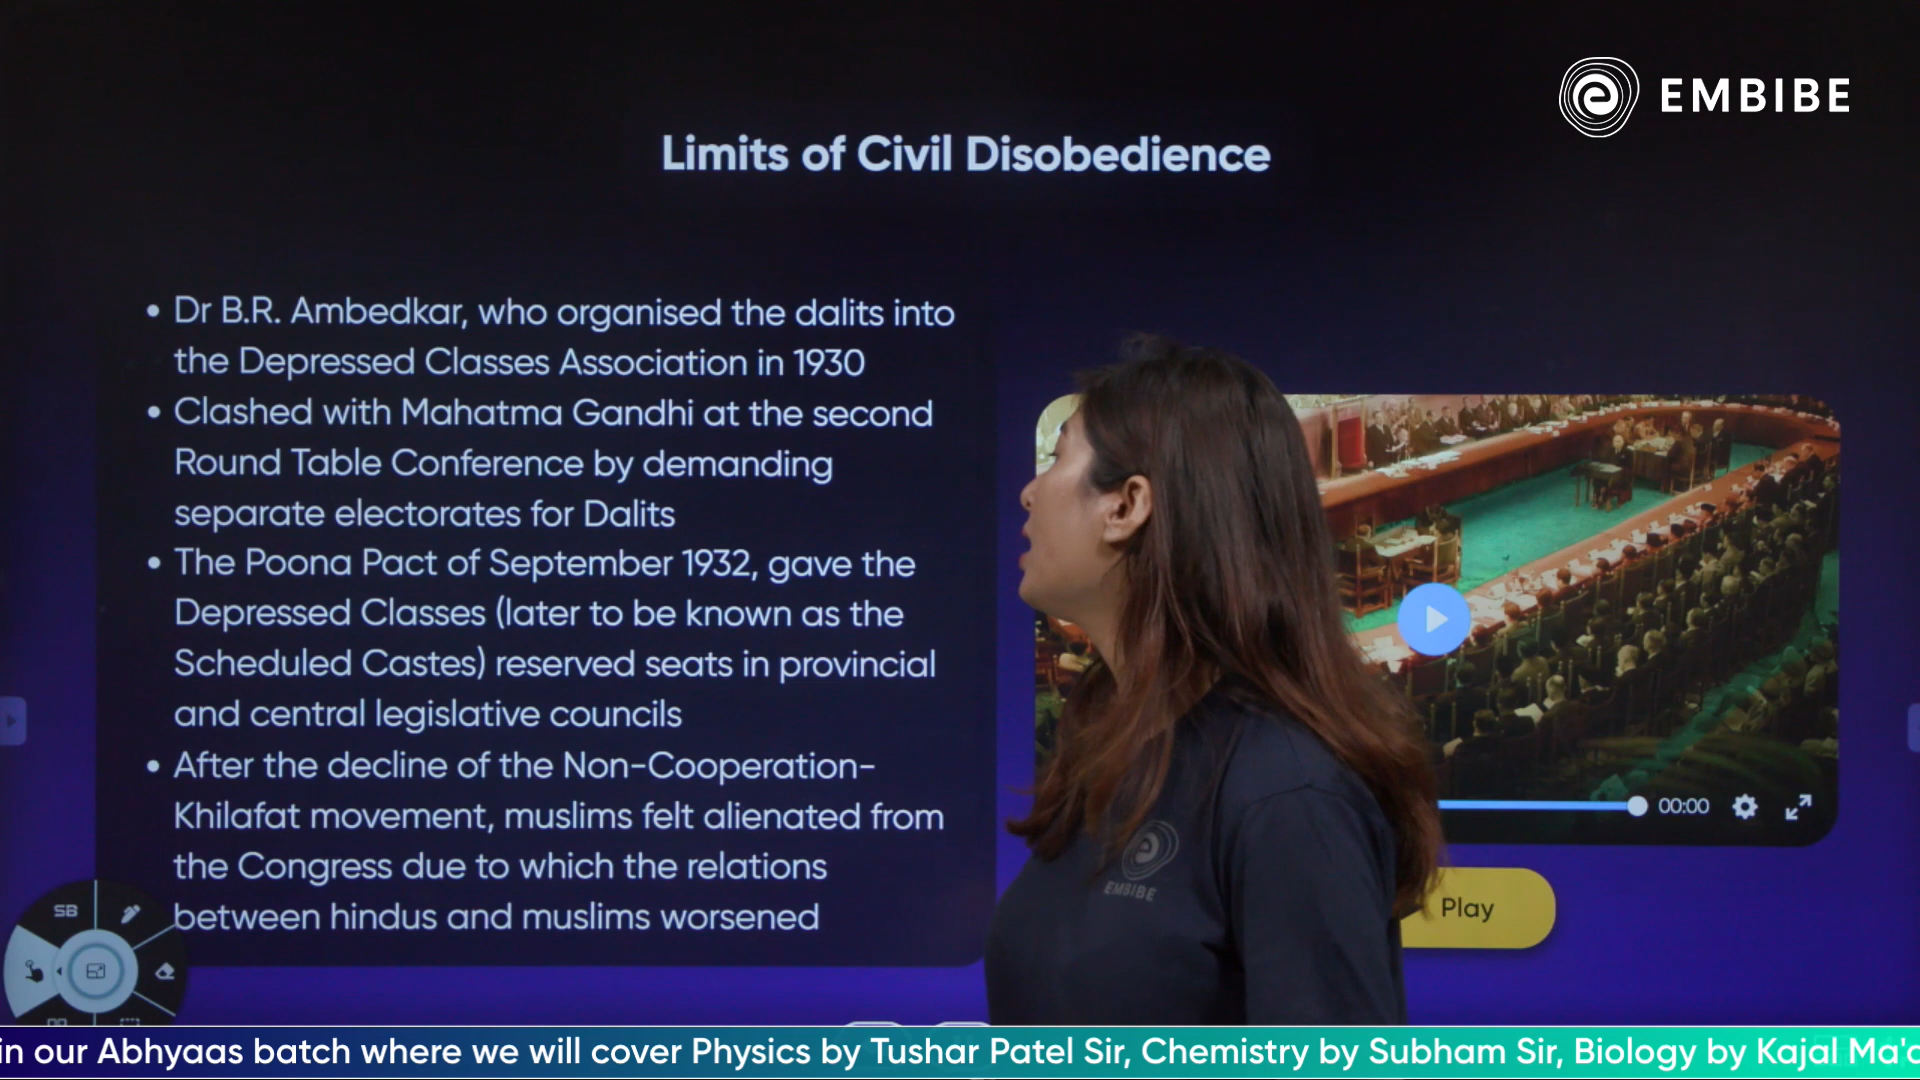 EMBIBE
Limits of Civil Disobedience
• Dr B.R. Ambedkar, who organised the dalits into
the Depressed Classes Association in 1930
• Clashed with Mahatma Gandhi at the second
Round Table Conference by demanding
separate electorates for Dalits
• The Poona Pact of September 1932, gave the
Depressed Classes (later to be known as the
Scheduled Castes) reserved seats in provincial
and central legislative councils
• After the decline of the Non-Cooperation-
Khilafat movement, muslims felt alienated from
the Congress due to which the relations
between hindus and muslims worsened
00:00
EMBIBE
Play
SB
in our Abhyaas batch where we will cover Physics by Tushar Patel Sir, Chemistry by Subham Sir, Biology by Kajal